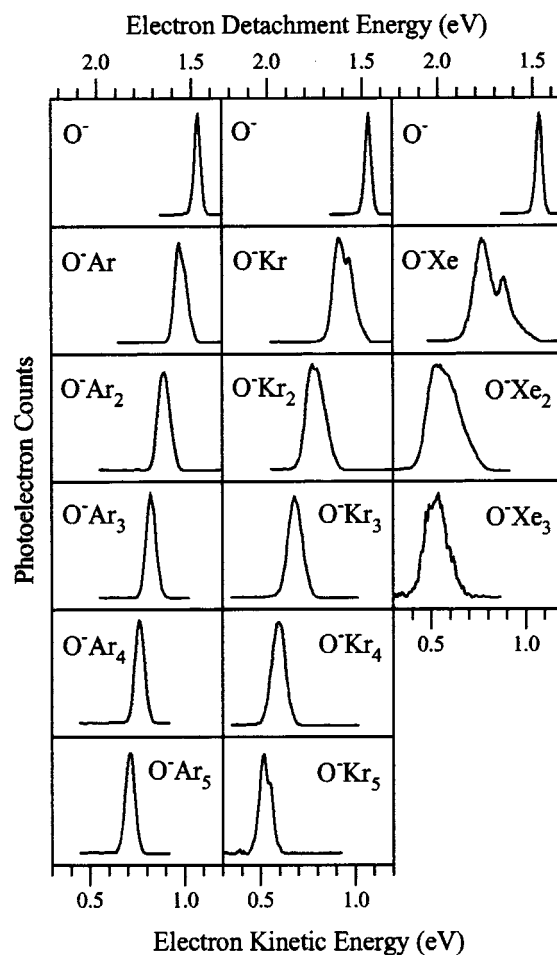 Electron Detachment Energy (eV)
2.0 1.5 2.0 1.5 2.0 1.5
O⁻ O⁻ O⁻
O⁻Ar O⁻Kr O⁻Xe
O⁻Ar₂ O⁻Kr₂ O⁻Xe₂
O⁻Ar₃ O⁻Kr₃ O⁻Xe₃
O⁻Ar₄ O⁻Kr₄
O⁻Ar₅ O⁻Kr₅
Photoelectron Counts
0.5 1.0
0.5 1.0 0.5 1.0
Electron Kinetic Energy (eV)